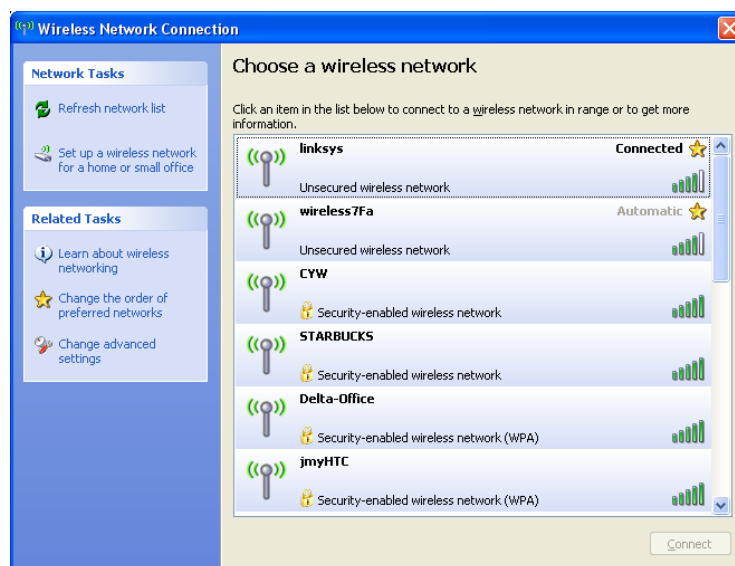 Wireless Network Connection
Network Tasks
Refresh network list
Set up a wireless network
for a home or small office
Related Tasks
Learn about wireless
networking
Change the order of
preferred networks
Change advanced
settings
Choose a wireless network
Click an item in the list below to connect to a wireless network in range or to get more
information.
linksys Connected
Unsecured wireless network
wireless7Fa Automatic
Unsecured wireless network
CYW
Security-enabled wireless network
STARBUCKS
Security-enabled wireless network
Delta-Office
Security-enabled wireless network (WPA)
jmyHTC
Security-enabled wireless network (WPA)
Connect